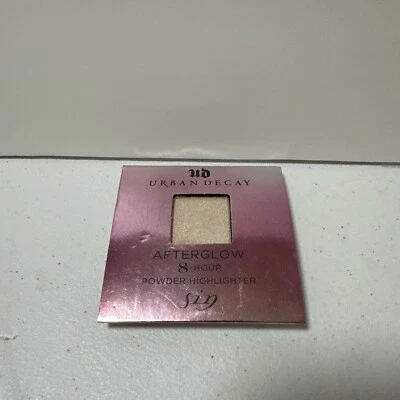 UD
URBAN DECAY
AFTERGLOW
8-HOUR
POWDER HIGHLIGHTER
sin